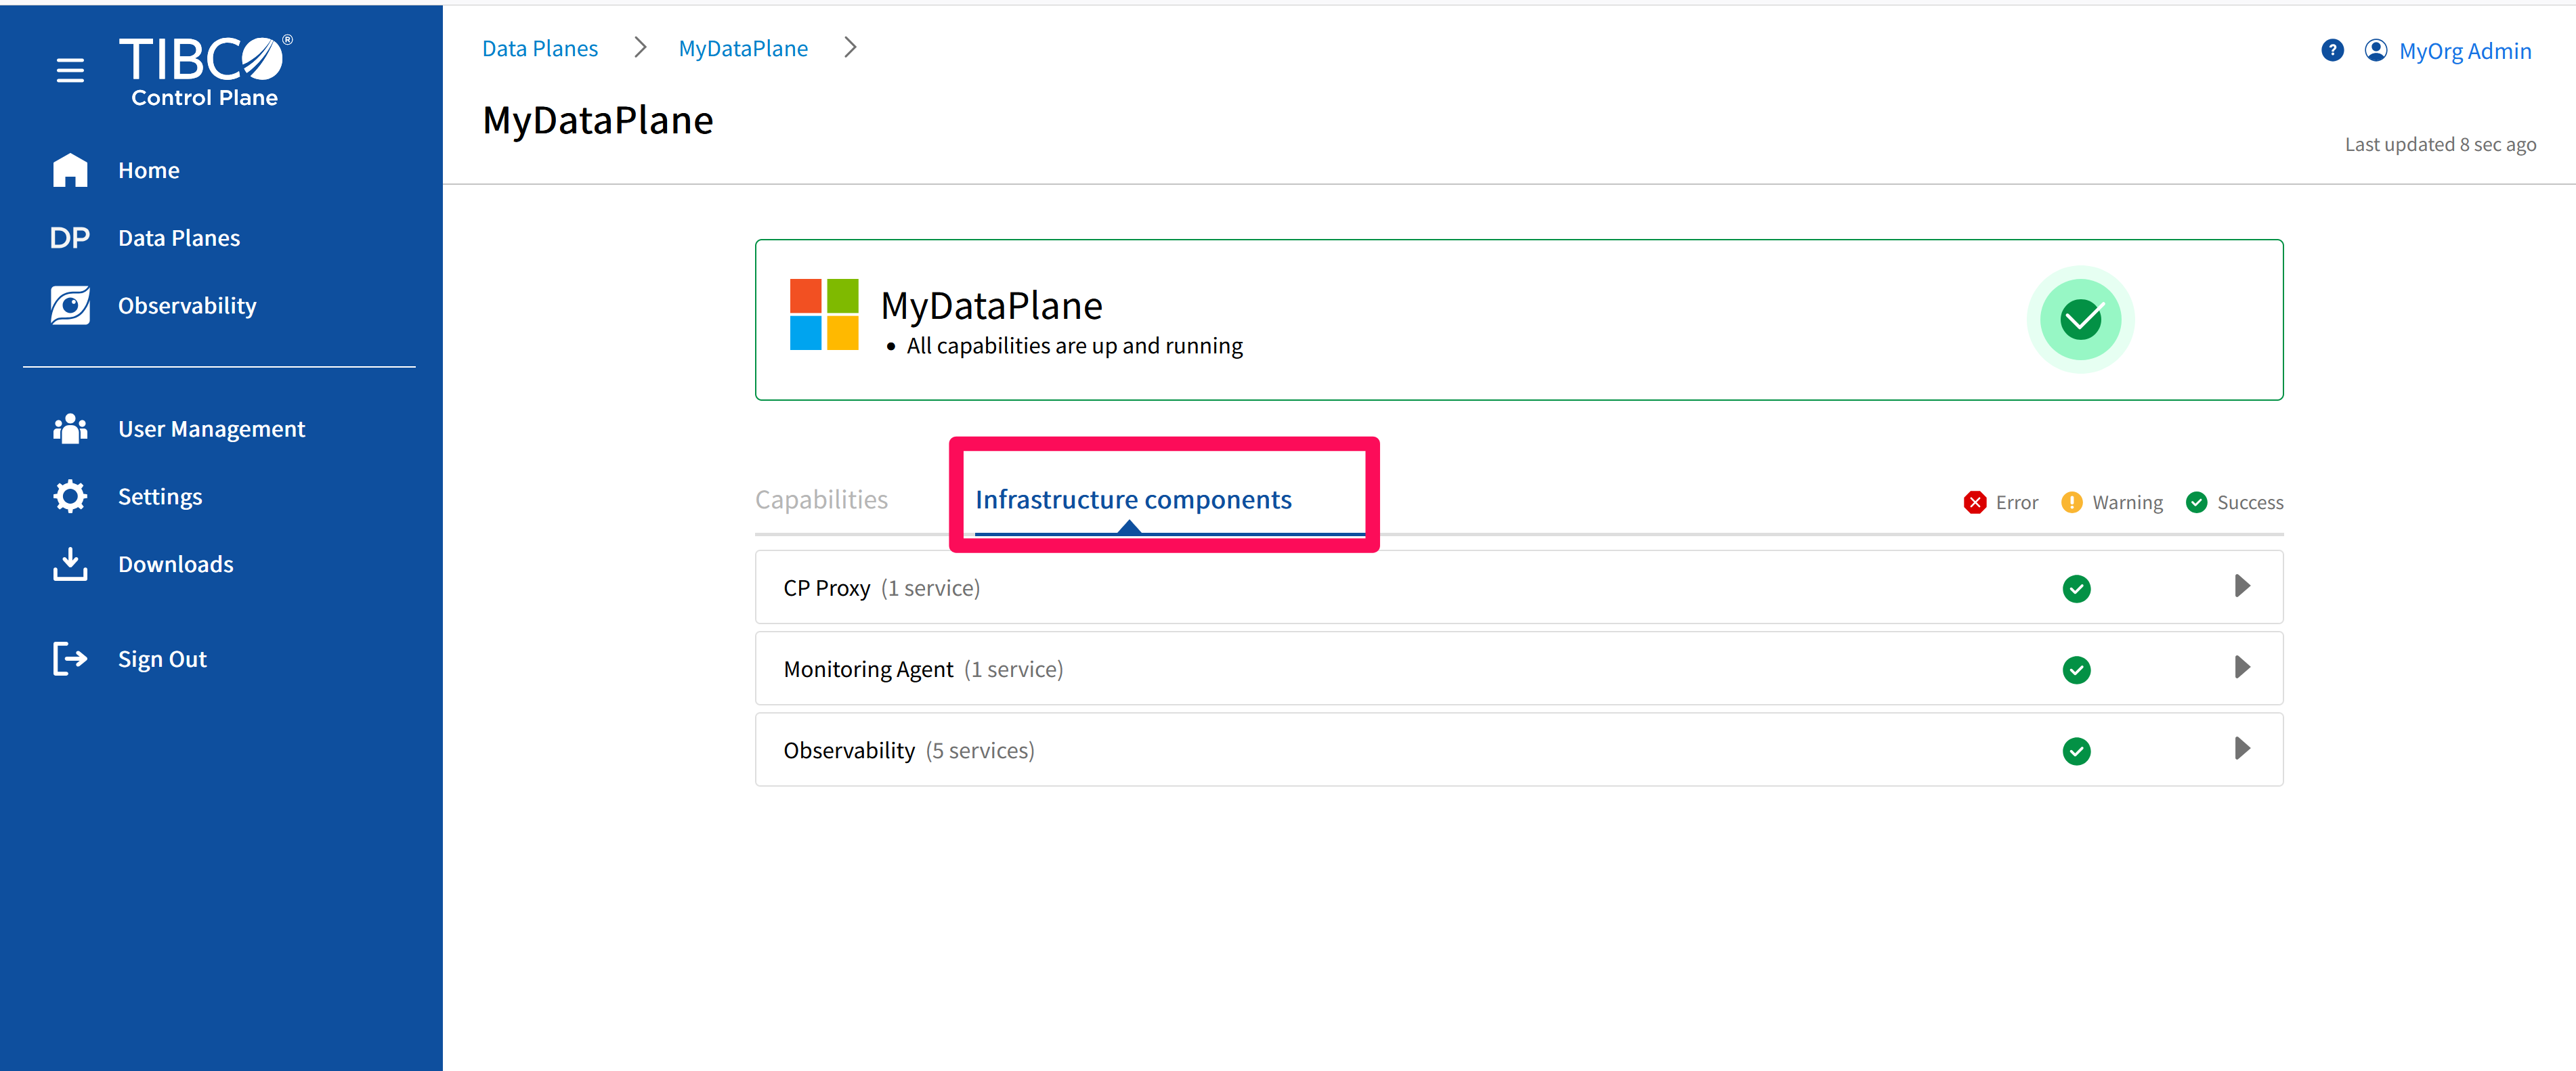 TIBCO®
Control Plane
Home
DP Data Planes
Observability
User Management
Settings
Downloads
Sign Out
Data Planes > MyDataPlane >
? MyOrg Admin
MyDataPlane
Last updated 8 sec ago
MyDataPlane
• All capabilities are up and running
Capabilities Infrastructure components Error Warning Success
CP Proxy (1 service)
Monitoring Agent (1 service)
Observability (5 services)